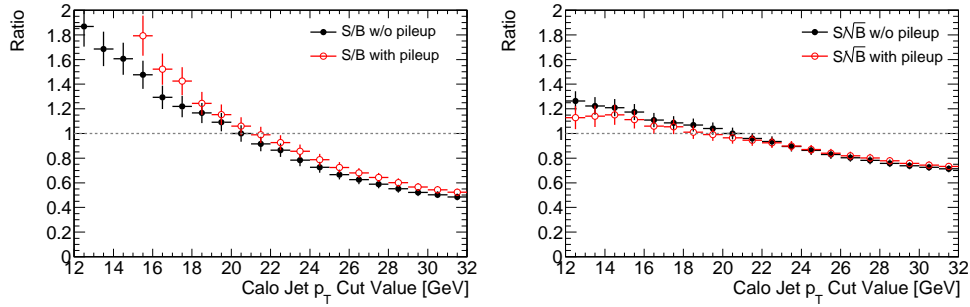 Ratio
2
1.8
1.6
1.4
1.2
1
0.8
0.6
0.4
0.2
0
S/B w/o pileup
S/B with pileup
12 14 16 18 20 22 24 26 28 30 32
Calo Jet p_T Cut Value [GeV]
Ratio
2
1.8
1.6
1.4
1.2
1
0.8
0.6
0.4
0.2
0
S/√B w/o pileup
S/√B with pileup
12 14 16 18 20 22 24 26 28 30 32
Calo Jet p_T Cut Value [GeV]